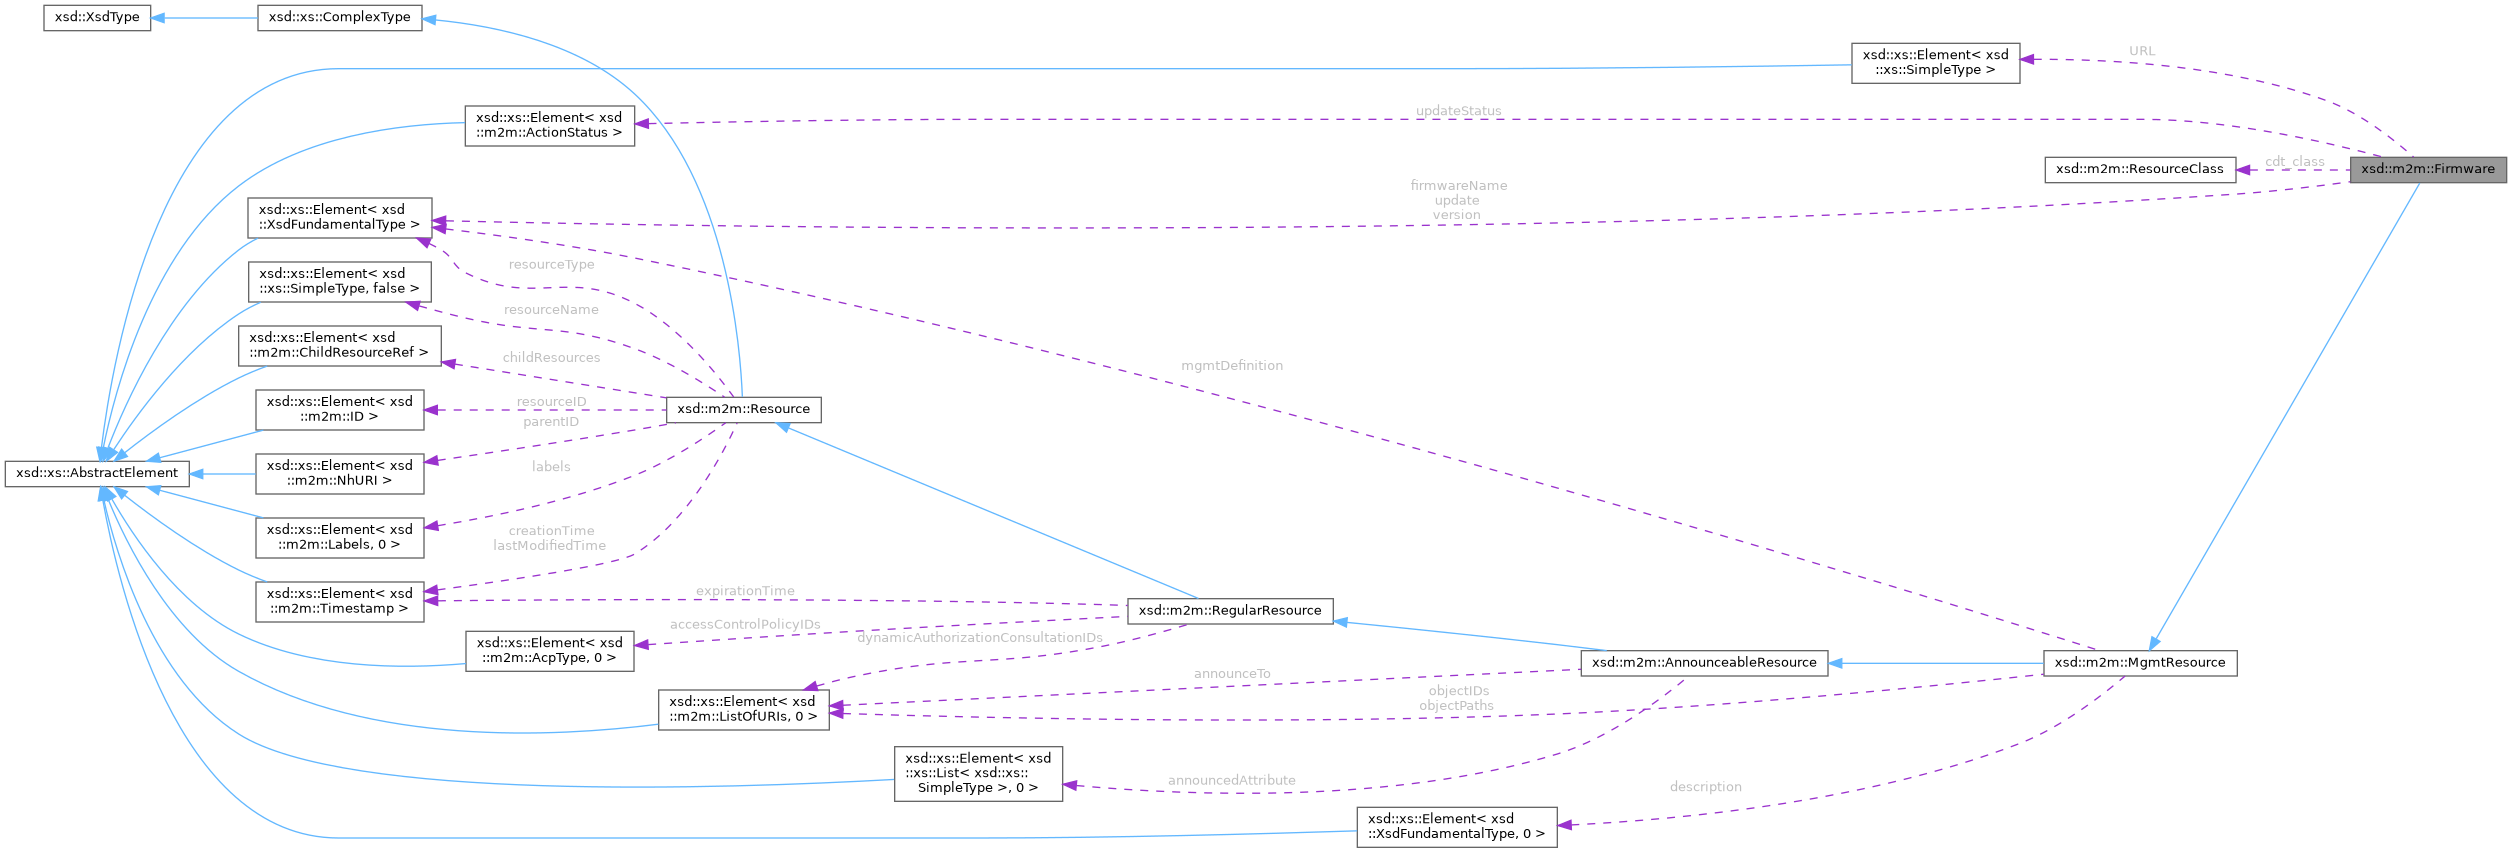 xsd::XsdType
xsd::xs::ComplexType
xsd::xs::Element< xsd
::xs::SimpleType >
URL
xsd::xs::Element< xsd
::m2m::ActionStatus >
updateStatus
xsd::m2m::ResourceClass
cdt_class
xsd::m2m::Firmware
xsd::xs::Element< xsd
::XsdFundamentalType >
firmwareName
update
version
resourceType
xsd::xs::Element< xsd
::xs::SimpleType, false >
resourceName
xsd::xs::Element< xsd
::m2m::ChildResourceRef >
childResources
mgmtDefinition
xsd::xs::Element< xsd
::m2m::ID >
resourceID
parentID
xsd::m2m::Resource
xsd::xs::AbstractElement
xsd::xs::Element< xsd
::m2m::NhURI >
labels
xsd::xs::Element< xsd
::m2m::Labels, 0 >
creationTime
lastModifiedTime
xsd::xs::Element< xsd
::m2m::Timestamp >
expirationTime
xsd::m2m::RegularResource
xsd::xs::Element< xsd
::m2m::AcpType, 0 >
accessControlPolicyIDs
dynamicAuthorizationConsultationIDs
xsd::m2m::AnnounceableResource
xsd::m2m::MgmtResource
xsd::xs::Element< xsd
::m2m::ListOfURIs, 0 >
announceTo
objectIDs
objectPaths
xsd::xs::Element< xsd
::xs::List< xsd::xs::
SimpleType >, 0 >
announcedAttribute
description
xsd::xs::Element< xsd
::XsdFundamentalType, 0 >